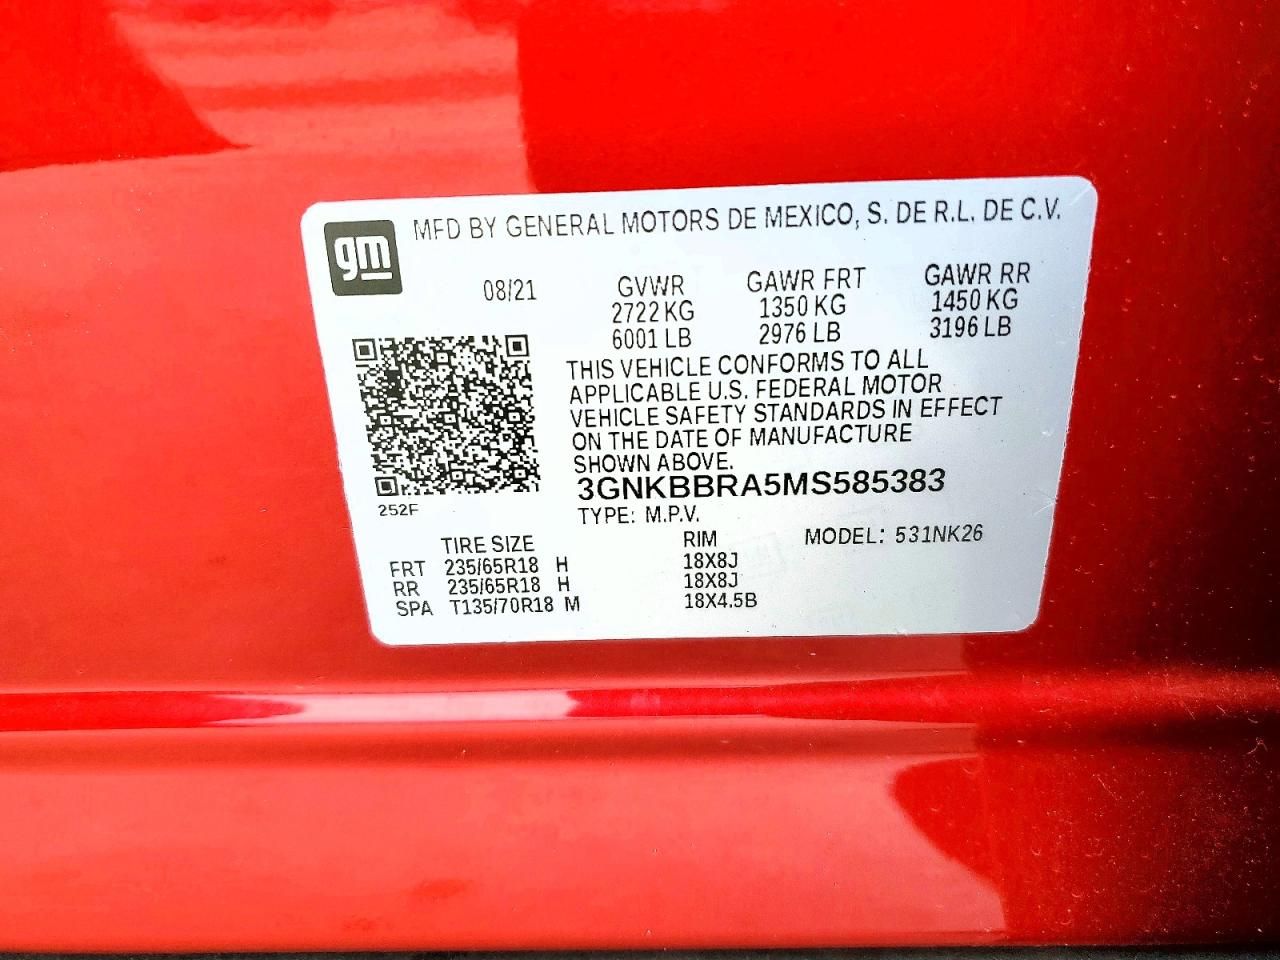 gm MFD BY GENERAL MOTORS DE MEXICO, S. DE R.L. DE C.V.
08/21 GVWR GAWR FRT GAWR RR
2722 KG 1350 KG 1450 KG
6001 LB 2976 LB 3196 LB
THIS VEHICLE CONFORMS TO ALL
APPLICABLE U.S. FEDERAL MOTOR
VEHICLE SAFETY STANDARDS IN EFFECT
ON THE DATE OF MANUFACTURE
SHOWN ABOVE.
3GNKBBRA5MS585383
252F
TYPE: M.P.V.
TIRE SIZE RIM MODEL: 531NK26
FRT 235/65R18 H 18X8J
RR 235/65R18 H 18X8J
SPA T135/70R18 M 18X4.5B